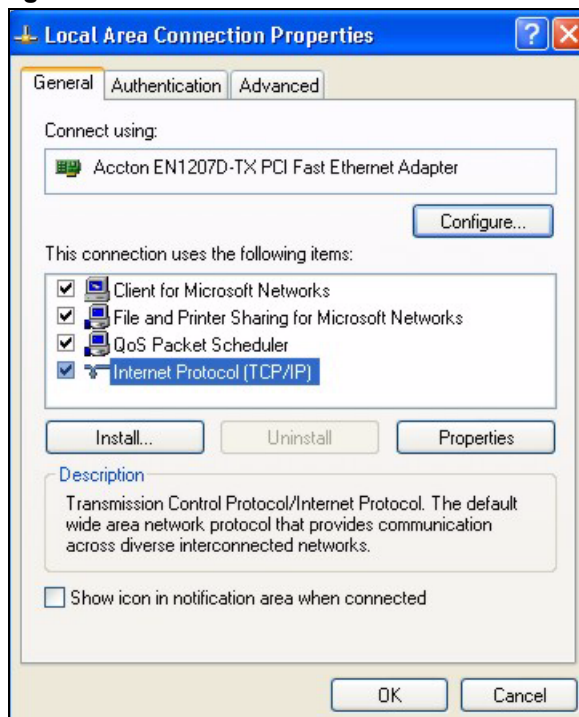 Local Area Connection Properties
General
Authentication
Advanced
Connect using:
Accton EN1207D-TX PCI Fast Ethernet Adapter
Configure...
This connection uses the following items:
Client for Microsoft Networks
File and Printer Sharing for Microsoft Networks
QoS Packet Scheduler
Internet Protocol (TCP/IP)
Install...
Uninstall
Properties
Description
Transmission Control Protocol/Internet Protocol. The default
wide area network protocol that provides communication
across diverse interconnected networks.
Show icon in notification area when connected
OK
Cancel